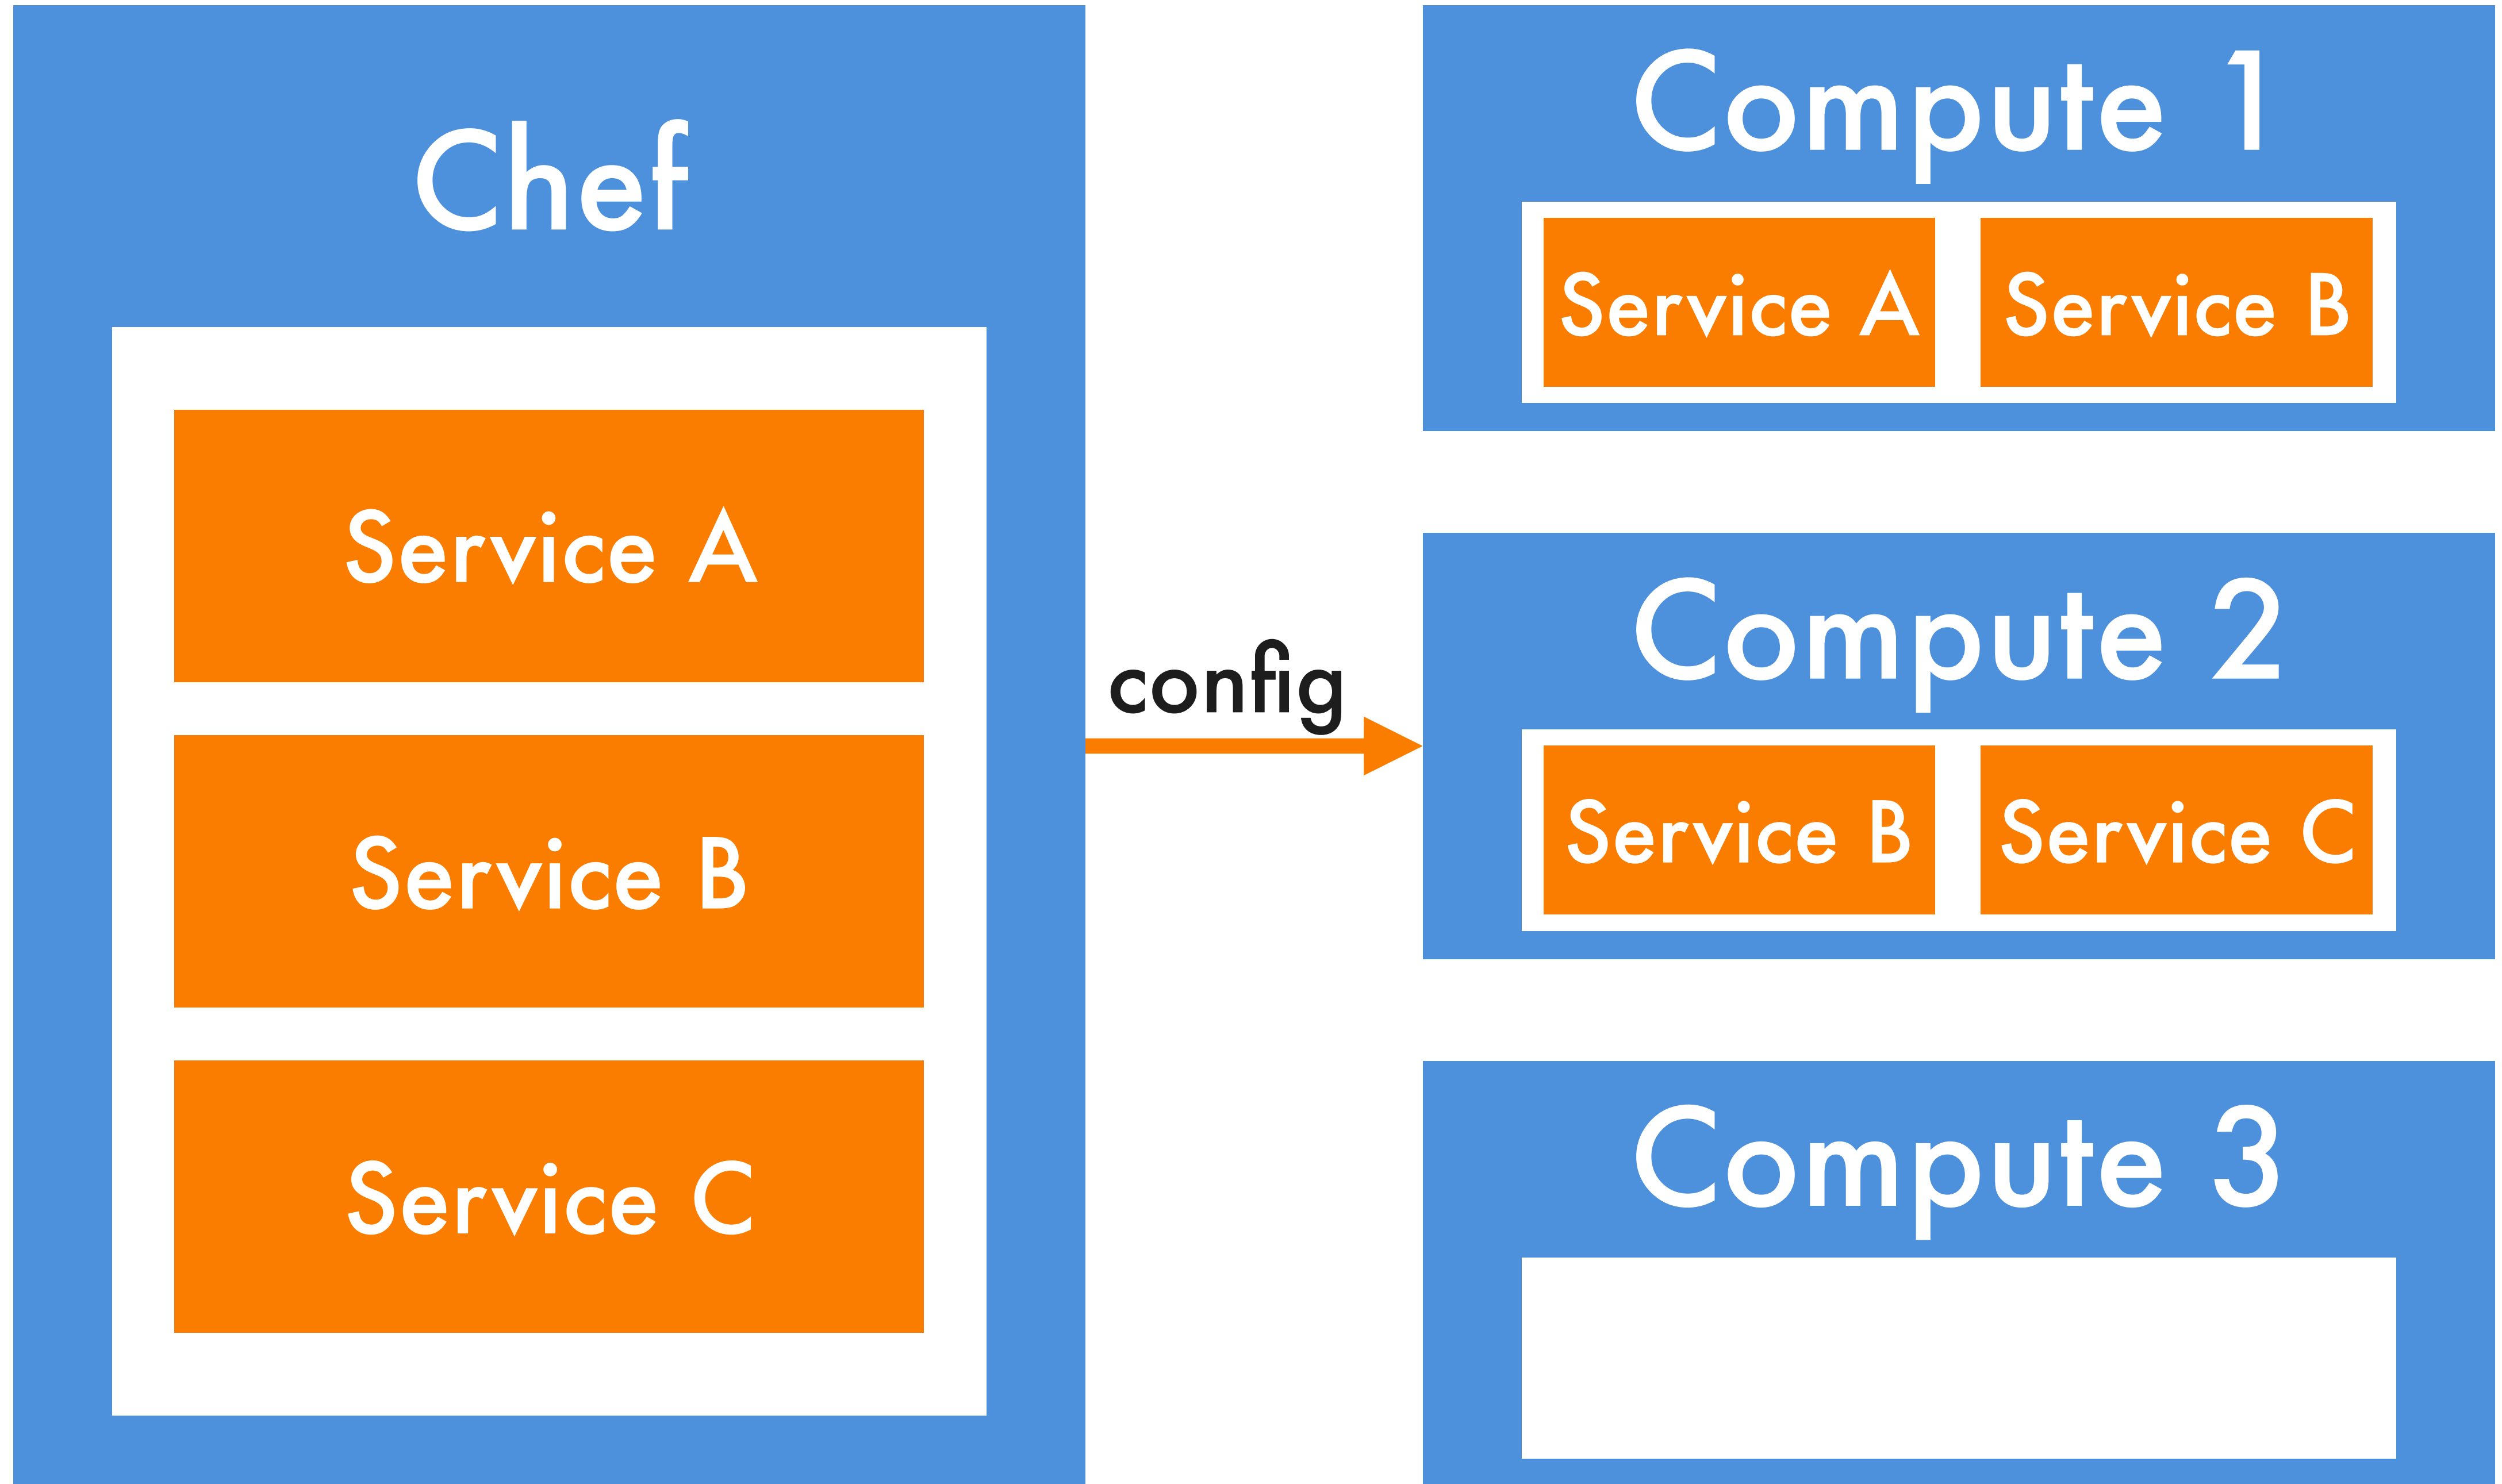 Chef
Service A
Service B
Service C
config
Compute 1
Service A
Service B
Compute 2
Service B
Service C
Compute 3